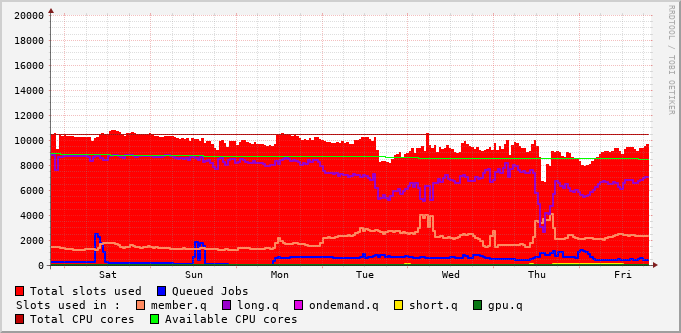 RRDTOOL / TOBI OETIKER
20000
18000
16000
14000
12000
10000
8000
6000
4000
2000
0
Sat Sun Mon Tue Wed Thu Fri
Total slots used Queued Jobs
Slots used in : member.q long.q ondemand.q short.q gpu.q
Total CPU cores Available CPU cores